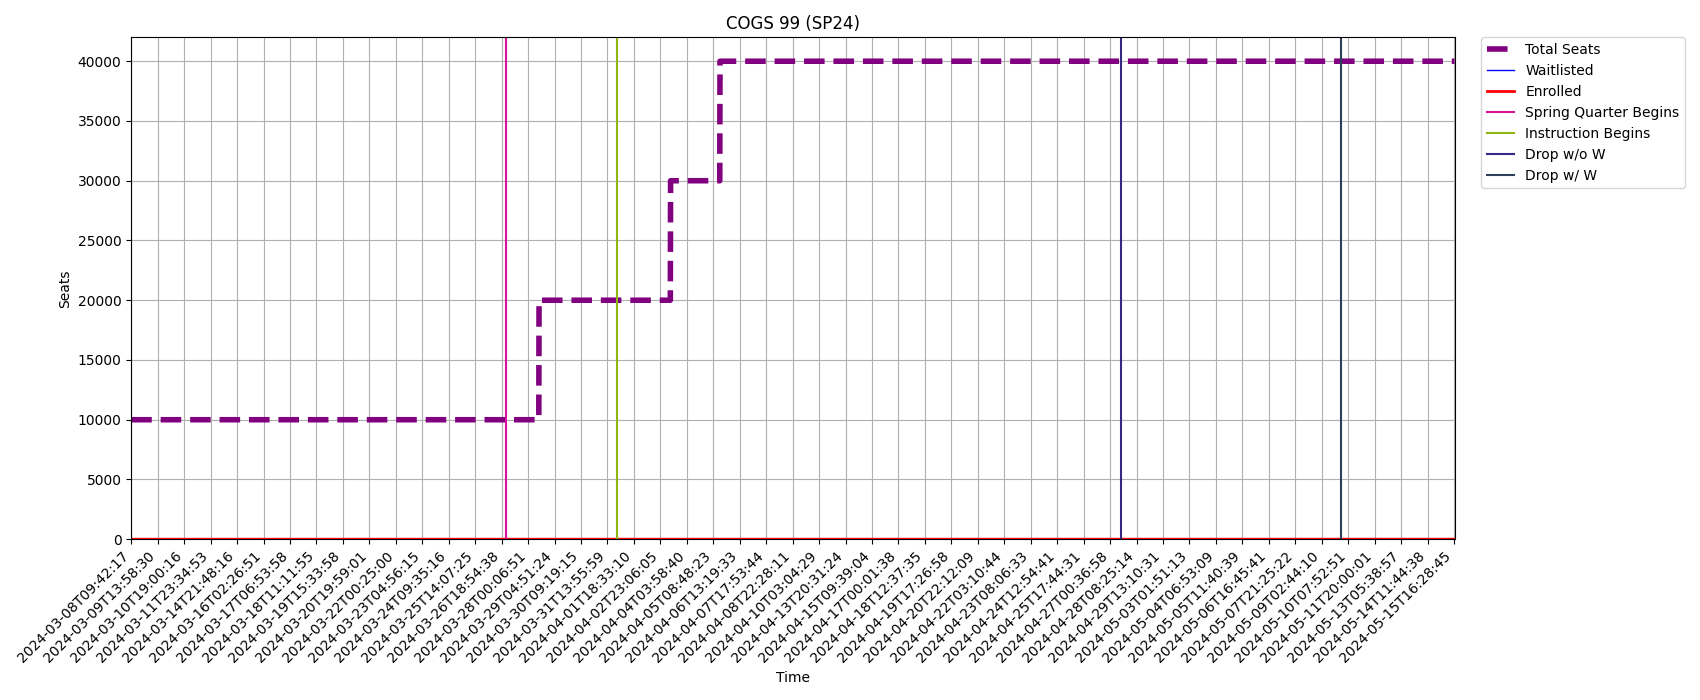 COGS 99 (SP24)
Total Seats
Waitlisted
Enrolled
Spring Quarter Begins
Instruction Begins
Drop w/o W
Drop w/ W
Seats
40000
35000
30000
25000
20000
15000
10000
5000
0
2024-03-08T09:42:17
2024-03-09T13:58:30
2024-03-10T19:00:16
2024-03-11T23:34:53
2024-03-14T21:48:16
2024-03-16T02:26:51
2024-03-17T06:53:58
2024-03-18T11:11:55
2024-03-19T15:33:58
2024-03-20T19:59:01
2024-03-22T00:25:00
2024-03-23T04:56:15
2024-03-24T09:35:16
2024-03-25T14:07:25
2024-03-26T18:54:38
2024-03-28T00:06:51
2024-03-29T04:51:24
2024-03-30T09:19:15
2024-03-31T13:55:59
2024-04-01T18:33:10
2024-04-02T23:06:05
2024-04-04T03:58:40
2024-04-05T08:48:23
2024-04-06T13:19:33
2024-04-07T17:53:44
2024-04-08T22:28:11
2024-04-10T03:04:29
2024-04-13T20:31:24
2024-04-15T09:39:04
2024-04-17T00:01:38
2024-04-18T12:37:35
2024-04-19T17:26:58
2024-04-20T22:12:09
2024-04-22T03:10:44
2024-04-23T08:06:33
2024-04-24T12:54:41
2024-04-25T17:44:31
2024-04-27T00:36:58
2024-04-28T08:25:14
2024-04-29T13:10:31
2024-05-03T01:51:13
2024-05-04T06:53:09
2024-05-05T11:40:39
2024-05-06T16:45:41
2024-05-07T21:25:22
2024-05-09T02:44:10
2024-05-10T07:52:51
2024-05-11T20:00:01
2024-05-13T05:38:57
2024-05-14T11:44:38
2024-05-15T16:28:45
Time